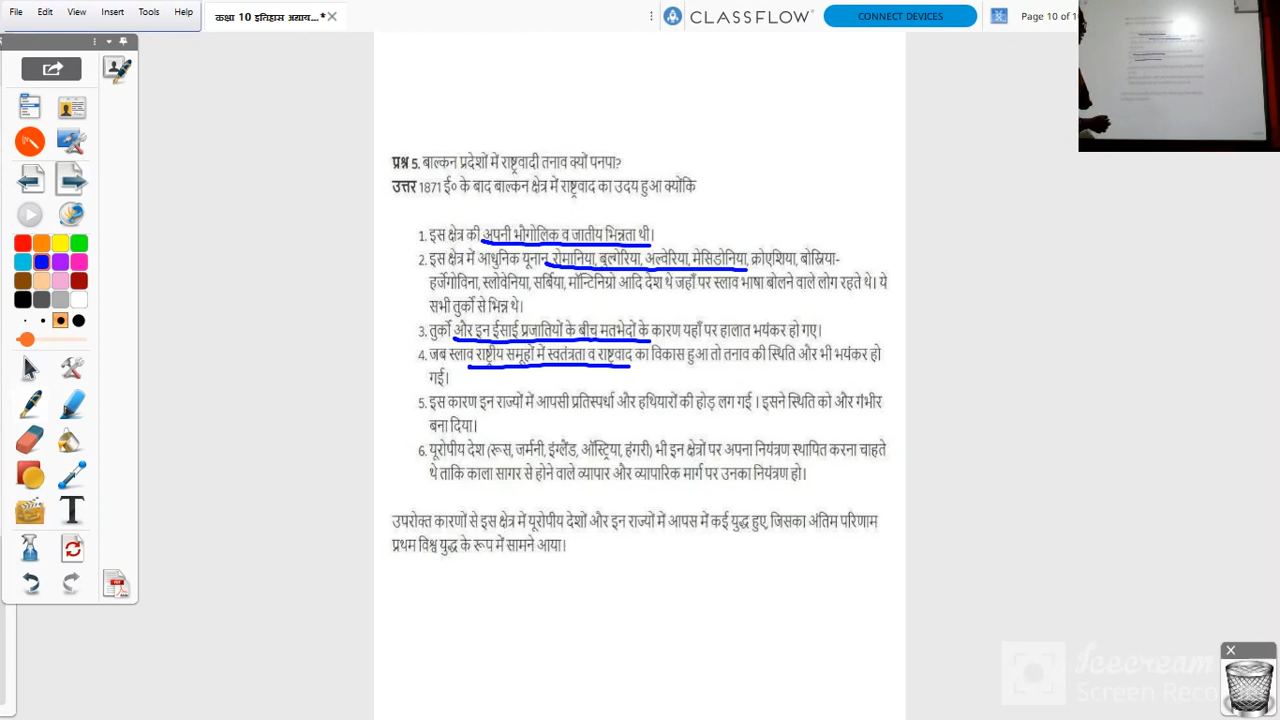 File Edit View Insert Tools Help
कक्षा 10 इतिहास अध्याय...*
CLASSFLOW
CONNECT DEVICES
Page 10 of 1
प्रश्न 5. बाल्कन प्रदेशों में राष्ट्रवादी तनाव क्यों पनपा?
उत्तर 1871 ई० के बाद बाल्कन क्षेत्र में राष्ट्रवाद का उदय हुआ क्योंकि
1. इस क्षेत्र की अपनी भौगोलिक व जातीय भिन्नता थी।
2. इस क्षेत्र में आधुनिक यूनान, रोमानिया, बुल्गेरिया, अल्वेरिया, मेसिडोनिया, क्रोएशिया, बोस्निया-
हर्जेगोविना, स्लोवेनिया, सर्बिया, मॉन्टिनिग्रो आदि देश थे जहाँ पर स्लाव भाषा बोलने वाले लोग रहते थे। ये
सभी तुर्कों से भिन्न थे।
3. तुर्को और इन ईसाई प्रजातियों के बीच मतभेदों के कारण यहाँ पर हालात भयंकर हो गए।
4. जब स्लाव राष्ट्रीय समूहों में स्वतंत्रता व राष्ट्रवाद का विकास हुआ तो तनाव की स्थिति और भी भयंकर हो
गई।
5. इस कारण इन राज्यों में आपसी प्रतिस्पर्धा और हथियारों की होड़ लग गई । इसने स्थिति को और गंभीर
बना दिया।
6. यूरोपीय देश (रूस, जर्मनी, इंग्लैंड, ऑस्ट्रिया, हंगरी) भी इन क्षेत्रों पर अपना नियंत्रण स्थापित करना चाहते
थे ताकि काला सागर से होने वाले व्यापार और व्यापारिक मार्ग पर उनका नियंत्रण हो।
उपरोक्त कारणों से इस क्षेत्र में यूरोपीय देशों और इन राज्यों में आपस में कई युद्ध हुए, जिसका अंतिम परिणाम
प्रथम विश्व युद्ध के रूप में सामने आया।
Icecream
Screen Reco